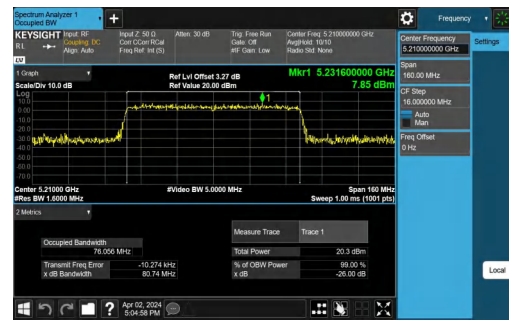 Spectrum Analyzer 1
Occupied BW
+
Frequency
KEYSIGHT
RL
Input: RF
Coupling: DC
Align: Auto
Input Z: 50 Ω
Corr CCorr RCal
Freq Ref: Int (S)
Atten: 30 dB
Trig: Free Run
Gate: Off
#IF Gain: Low
Center Freq: 5.210000000 GHz
Avg|Hold: 10/10
Radio Std: None
Center Frequency
5.210000000 GHz
Settings
Span
160.00 MHz
CF Step
16.000000 MHz
Auto
Man
Freq Offset
0 Hz
Local
1 Graph
Scale/Div 10.0 dB
Ref Lvl Offset 3.27 dB
Ref Value 20.00 dBm
Mkr1 5.231600000 GHz
7.85 dBm
Log
10.0
0.00
-10.0
-20.0
-30.0
-40.0
-50.0
-60.0
-70.0
1
Center 5.21000 GHz
#Video BW 5.0000 MHz
Span 160 MHz
#Res BW 1.6000 MHz
Sweep 1.00 ms (1001 pts)
2 Metrics
Measure Trace Trace 1
Occupied Bandwidth
76.056 MHz
Total Power 20.3 dBm
Transmit Freq Error -10.274 kHz
% of OBW Power 99.00 %
x dB Bandwidth 80.74 MHz
x dB -26.00 dB
?
Apr 02, 2024
5:04:58 PM